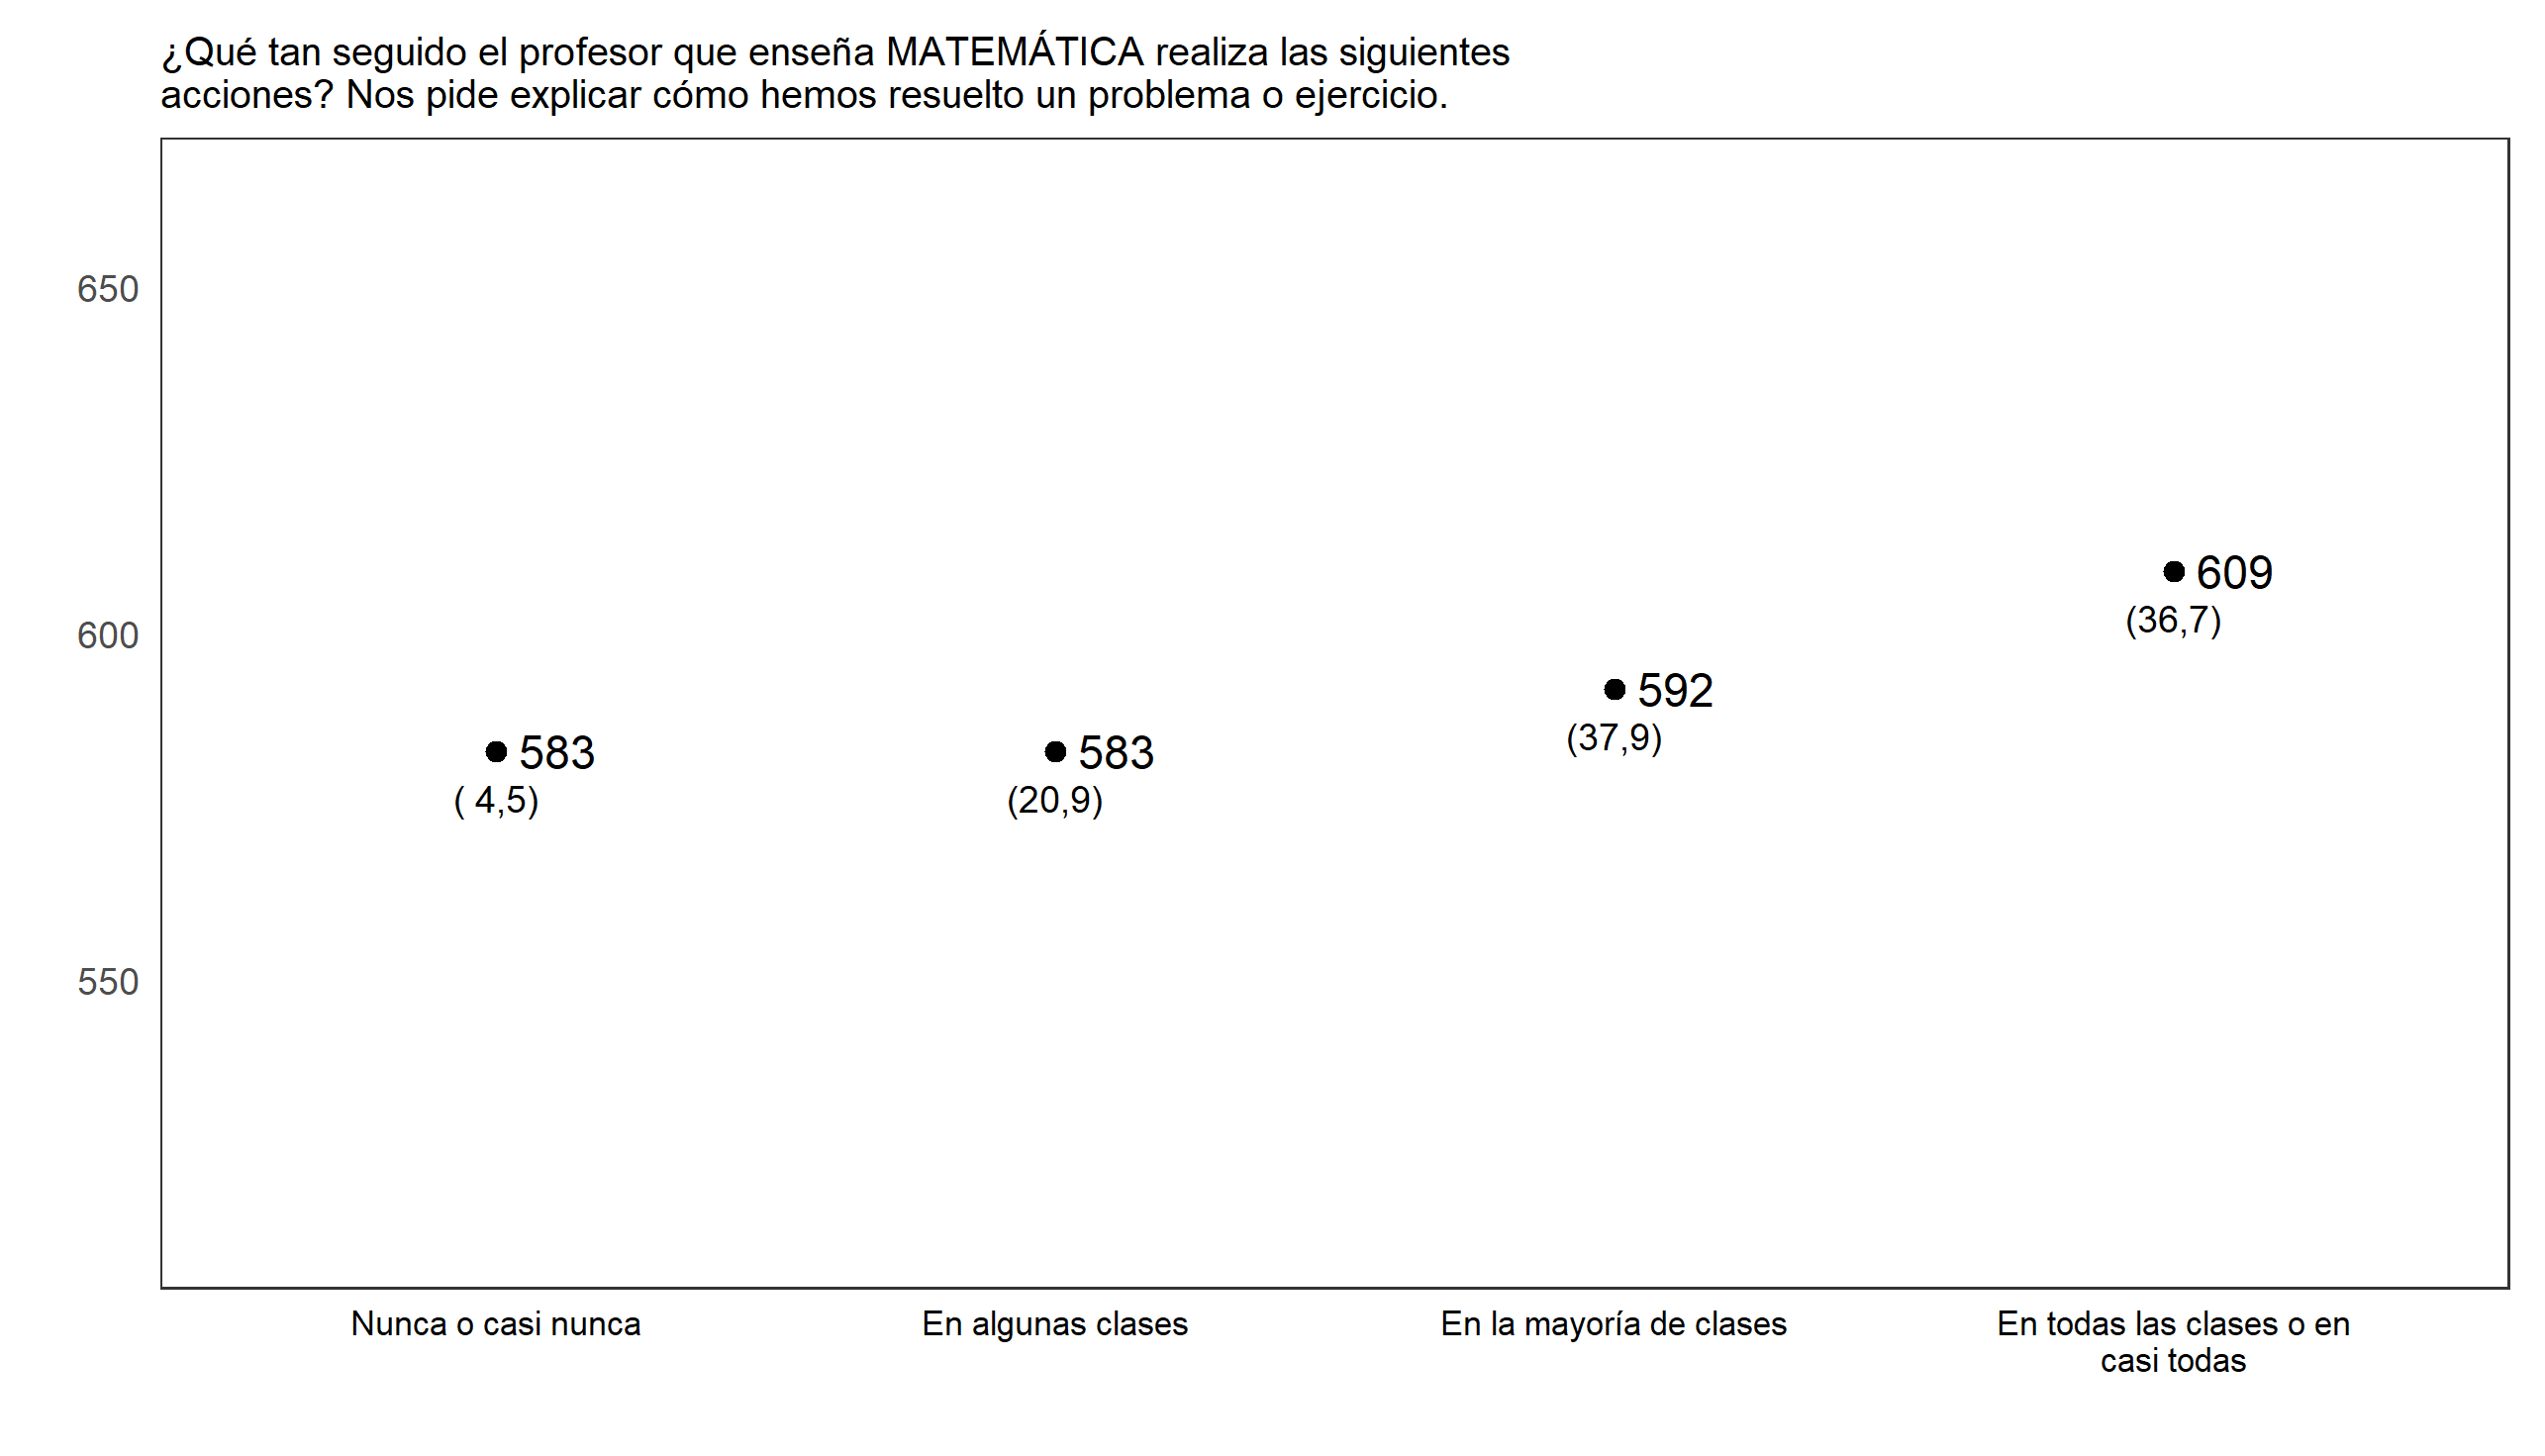 ¿Qué tan seguido el profesor que enseña MATEMÁTICA realiza las siguientes
acciones? Nos pide explicar cómo hemos resuelto un problema o ejercicio.
650
600
550
583
( 4,5)
583
(20,9)
592
(37,9)
609
(36,7)
Nunca o casi nunca
En algunas clases
En la mayoría de clases
En todas las clases o en
casi todas